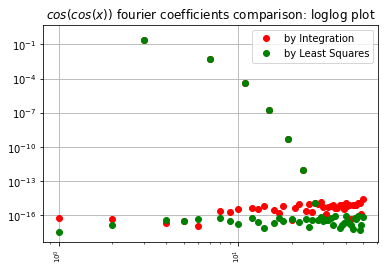 cos(cos(x)) fourier coefficients comparison: loglog plot
by Integration
by Least Squares
10⁻¹
10⁻⁴
10⁻⁷
10⁻¹⁰
10⁻¹³
10⁻¹⁶
10⁰
10¹